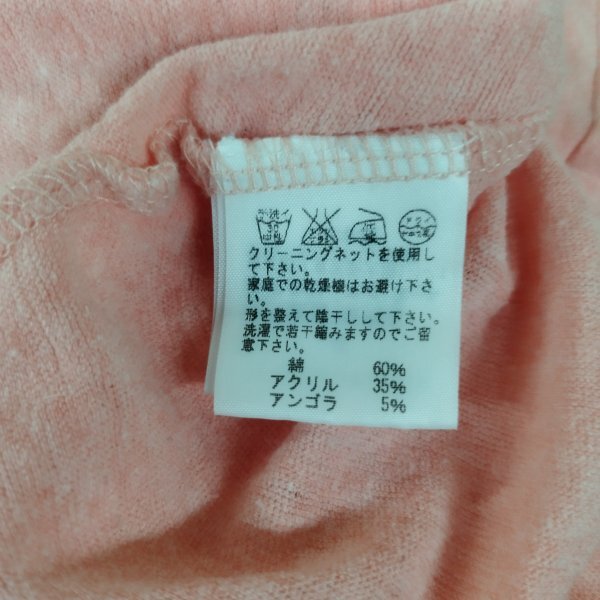 クリーニングネットを使用し
て下さい。
家庭での乾燥機はお避け下さ
い。
形を整えて陰干しして下さい。
洗濯で若干縮みますのでご留
意下さい。
綿 60%
アクリル 35%
アンゴラ 5%